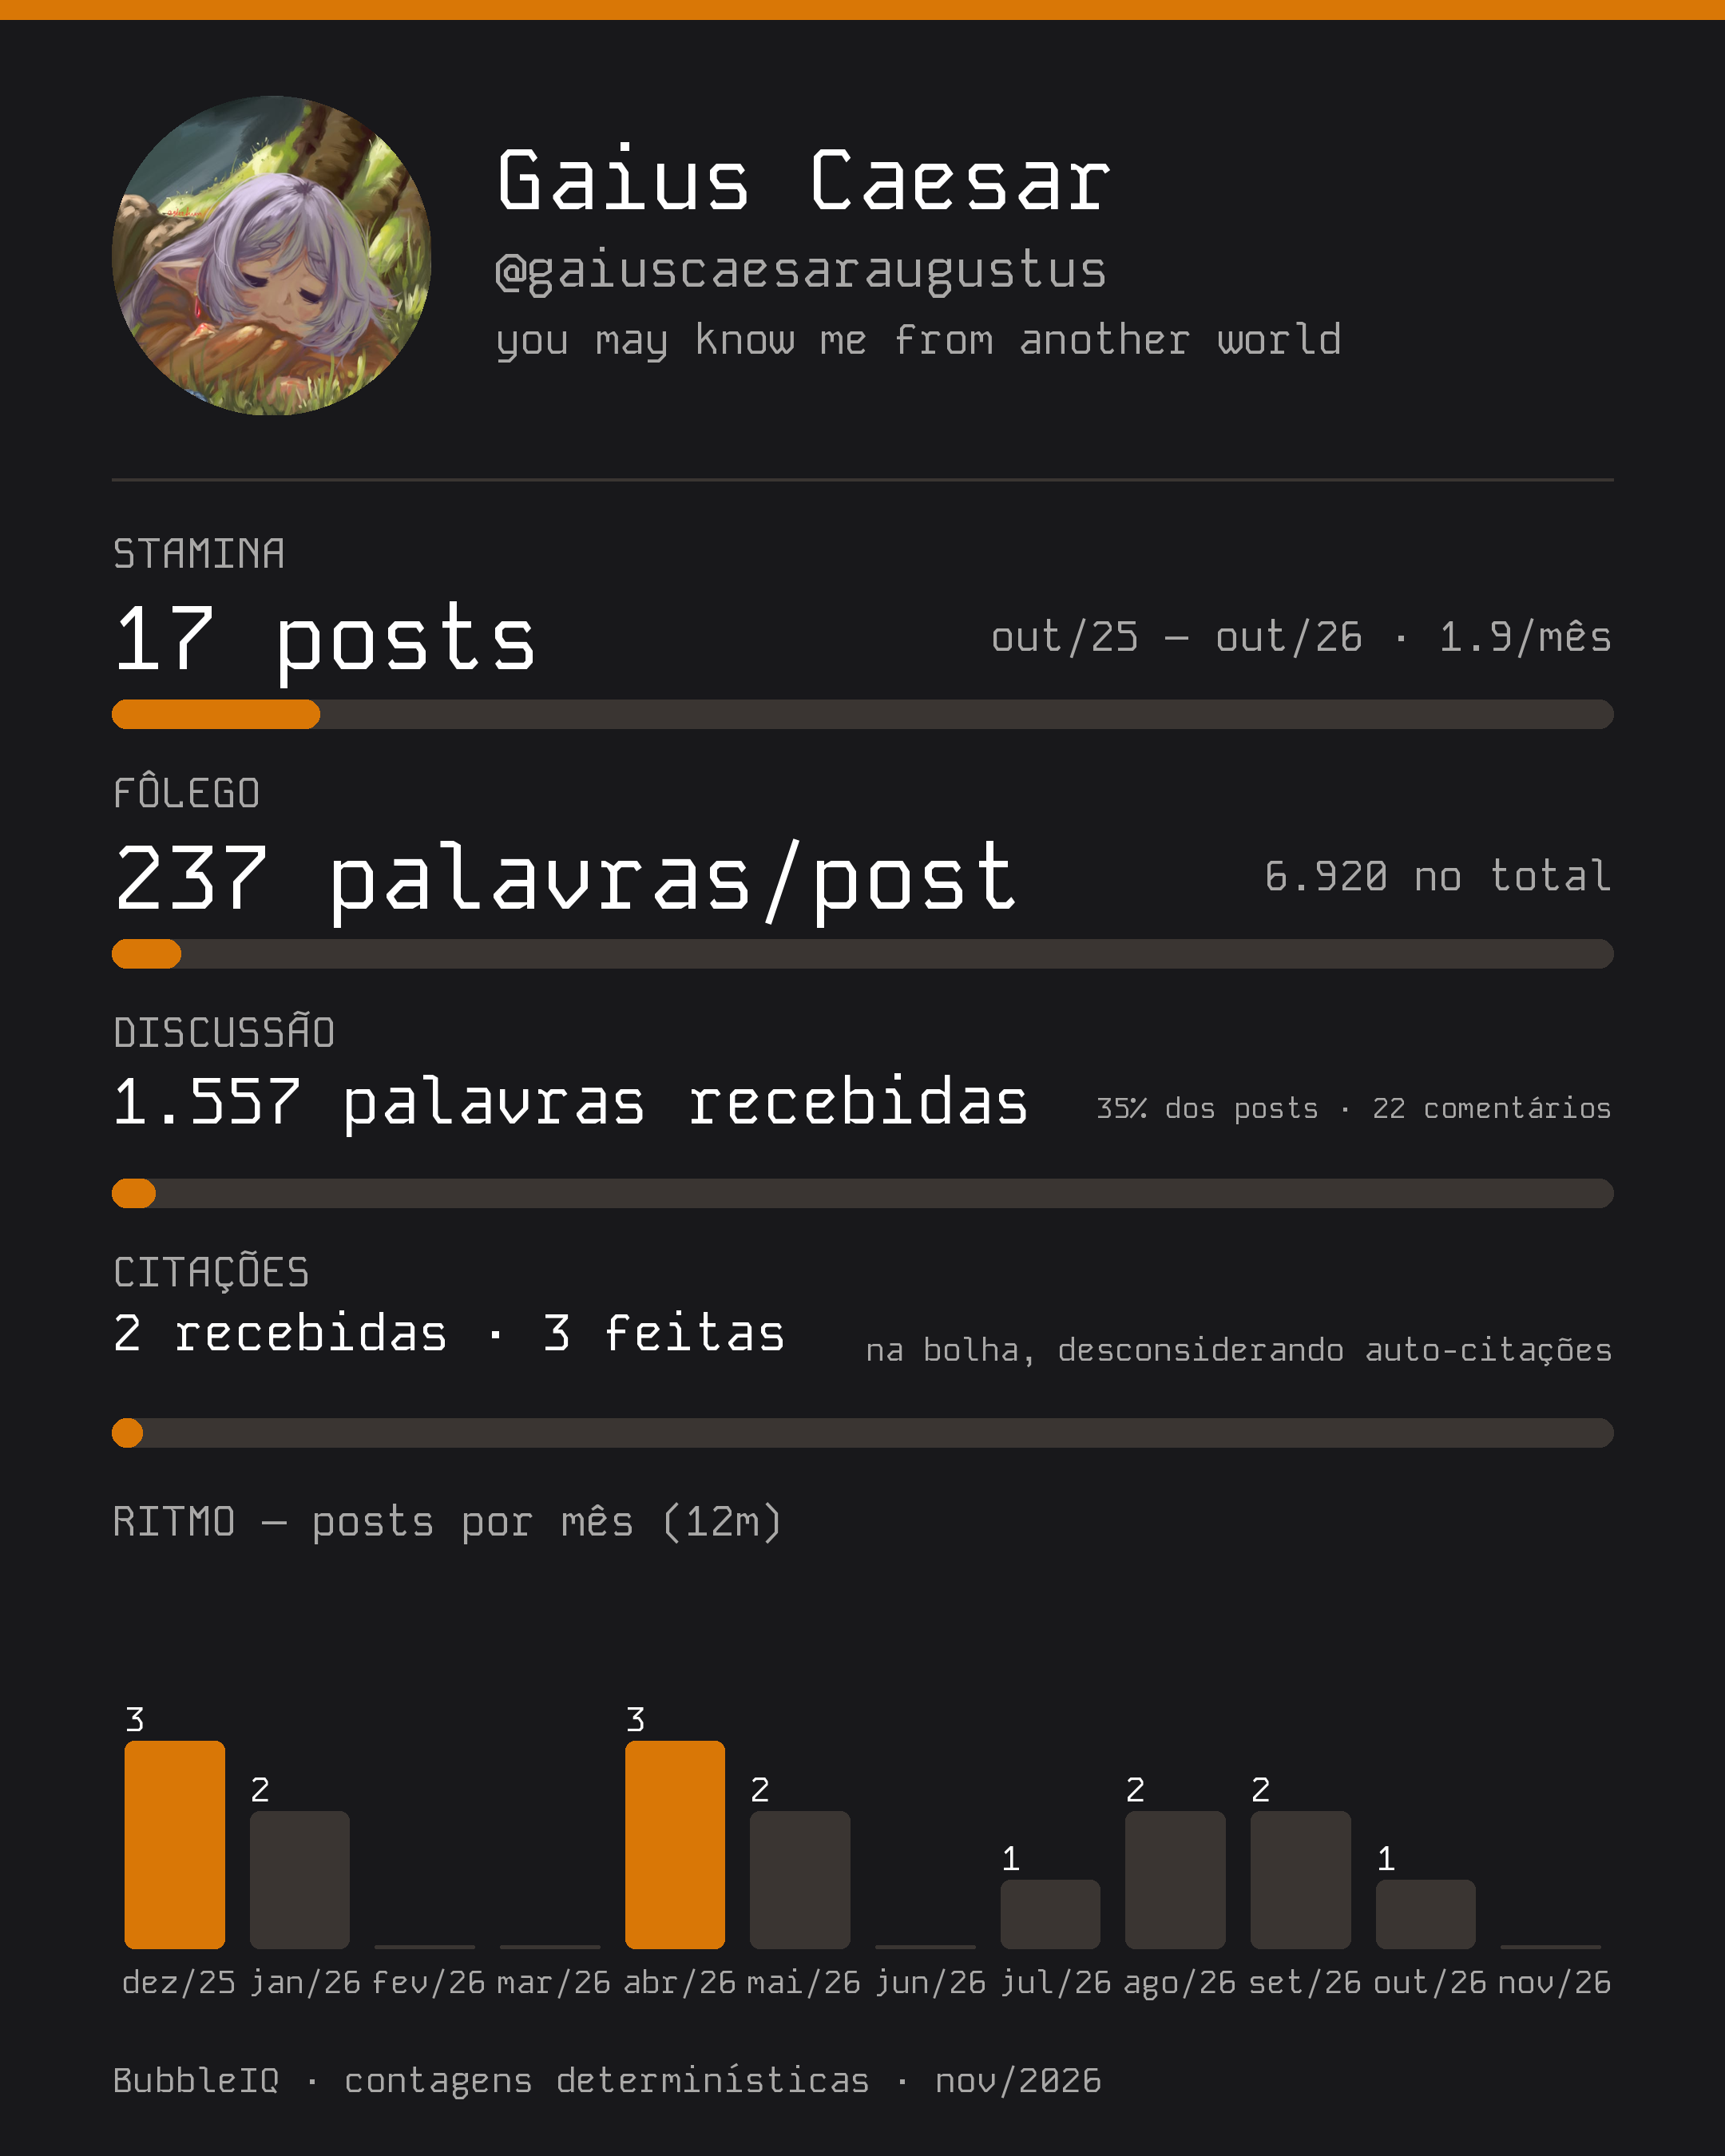 Gaius Caesar
@gaiuscaesaraugustus
you may know me from another world
STAMINA
17 posts
out/25 — out/26 · 1.9/mês
FÔLEGO
237 palavras/post
6.920 no total
DISCUSSÃO
1.557 palavras recebidas
35% dos posts · 22 comentários
CITAÇÕES
2 recebidas · 3 feitas
na bolha, desconsiderando auto-citações
RITMO — posts por mês (12m)
3
2
3
2
1
2
2
1
dez/25 jan/26 fev/26 mar/26 abr/26 mai/26 jun/26 jul/26 ago/26 set/26 out/26 nov/26
BubbleIQ · contagens determinísticas · nov/2026